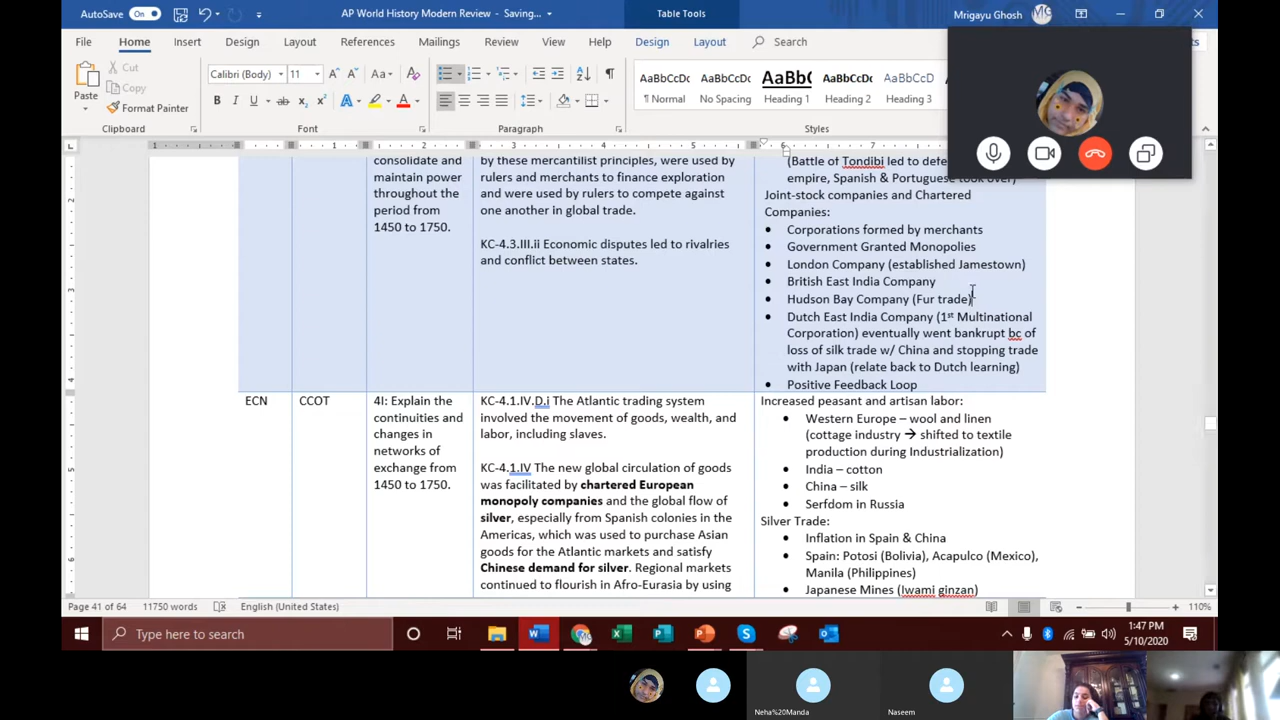 AutoSave On AP World History Modern Review - Saving... Table Tools Mrigayu Ghosh MG
File Home Insert Design Layout References Mailings Review View Help Design Layout Search
Paste Cut Copy Format Painter Clipboard
Calibri (Body) 11 Font
Paragraph
AaBbCcDc AaBbCcDc AaBbC AaBbCcDc AaBbCcDc
¶ Normal No Spacing Heading 1 Heading 2 Heading 3
Styles
consolidate and
maintain power
throughout the
period from
1450 to 1750.
by these mercantilist principles, were used by
rulers and merchants to finance exploration
and were used by rulers to compete against
one another in global trade.
KC-4.3.III.ii Economic disputes led to rivalries
and conflict between states.
(Battle of Tondibi led to
empire, Spanish & Portuguese took over)
Joint-stock companies and Chartered
Companies:
• Corporations formed by merchants
• Government Granted Monopolies
• London Company (established Jamestown)
• British East India Company
• Hudson Bay Company (Fur trade)
• Dutch East India Company (1st Multinational
Corporation) eventually went bankrupt bc of
loss of silk trade w/ China and stopping trade
with Japan (relate back to Dutch learning)
• Positive Feedback Loop
ECN
CCOT
4I: Explain the
continuities and
changes in
networks of
exchange from
1450 to 1750.
KC-4.1.IV.D.i The Atlantic trading system
involved the movement of goods, wealth, and
labor, including slaves.
KC-4.1.IV The new global circulation of goods
was facilitated by chartered European
monopoly companies and the global flow of
silver, especially from Spanish colonies in the
Americas, which was used to purchase Asian
goods for the Atlantic markets and satisfy
Chinese demand for silver. Regional markets
continued to flourish in Afro-Eurasia by using
Increased peasant and artisan labor:
• Western Europe – wool and linen
(cottage industry → shifted to textile
production during Industrialization)
• India – cotton
• China – silk
• Serfdom in Russia
Silver Trade:
• Inflation in Spain & China
• Spain: Potosi (Bolivia), Acapulco (Mexico),
Manila (Philippines)
• Japanese Mines (Iwami ginzan)
Page 41 of 64 11750 words English (United States) 110%
Type here to search
1:47 PM
5/10/2020
Neha%20Manda
Naseem